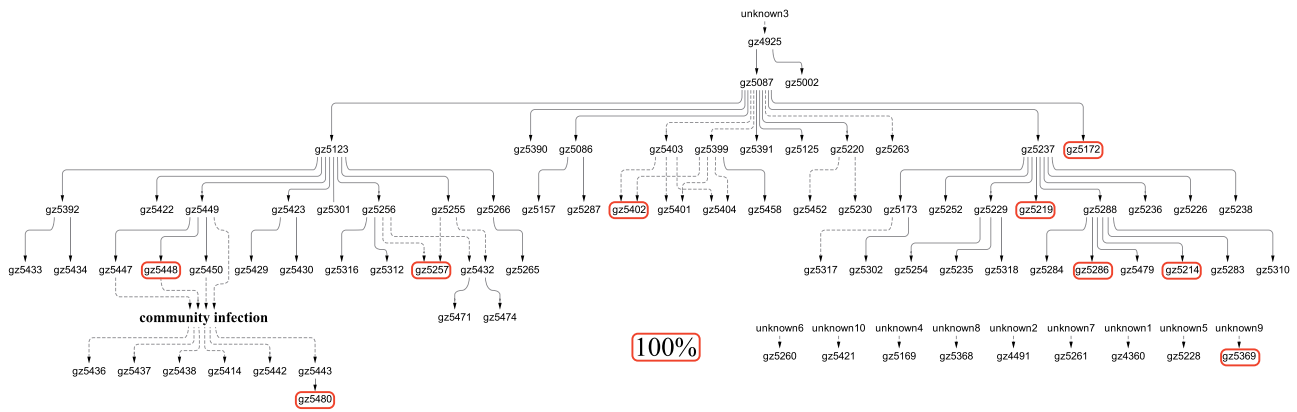 unknown3
gz4925
gz5087 gz5002
gz5123 gz5390 gz5086 gz5403 gz5399 gz5391 gz5125 gz5220 gz5263 gz5237 gz5172
gz5392 gz5422 gz5449 gz5423 gz5301 gz5256 gz5255 gz5266 gz5157 gz5287 gz5402 gz5401 gz5404 gz5458 gz5452 gz5230 gz5173 gz5252 gz5229 gz5219 gz5288 gz5236 gz5226 gz5238
gz5433 gz5434 gz5447 gz5448 gz5450 gz5429 gz5430 gz5316 gz5312 gz5257 gz5432 gz5265 gz5317 gz5302 gz5254 gz5235 gz5318 gz5284 gz5286 gz5479 gz5214 gz5283 gz5310
community infection gz5471 gz5474
unknown6 unknown10 unknown4 unknown8 unknown2 unknown7 unknown1 unknown5 unknown9
100%
gz5260 gz5421 gz5169 gz5368 gz4491 gz5261 gz4360 gz5228 gz5369
gz5436 gz5437 gz5438 gz5414 gz5442 gz5443
gz5480